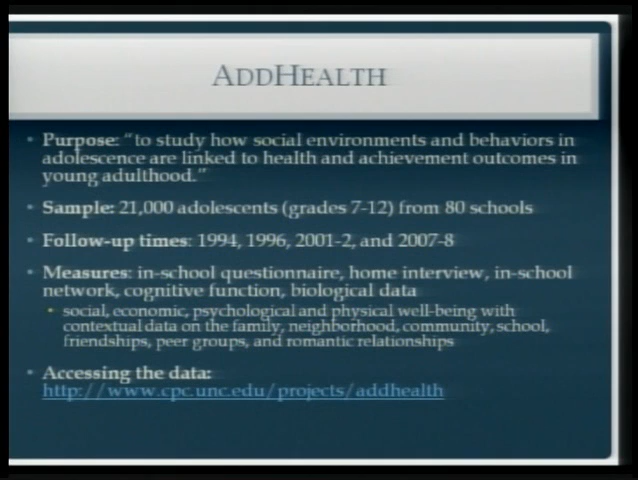 ADDHEALTH
• Purpose: "to study how social environments and behaviors in
adolescence are linked to health and achievement outcomes in
young adulthood."
• Sample: 21,000 adolescents (grades 7-12) from 80 schools
• Follow-up times: 1994, 1996, 2001-2, and 2007-8
• Measures: in-school questionnaire, home interview, in-school
network, cognitive function, biological data
• social, economic, psychological and physical well-being with
contextual data on the family, neighborhood, community, school,
friendships, peer groups, and romantic relationships
• Accessing the data:
http://www.cpc.unc.edu/projects/addhealth